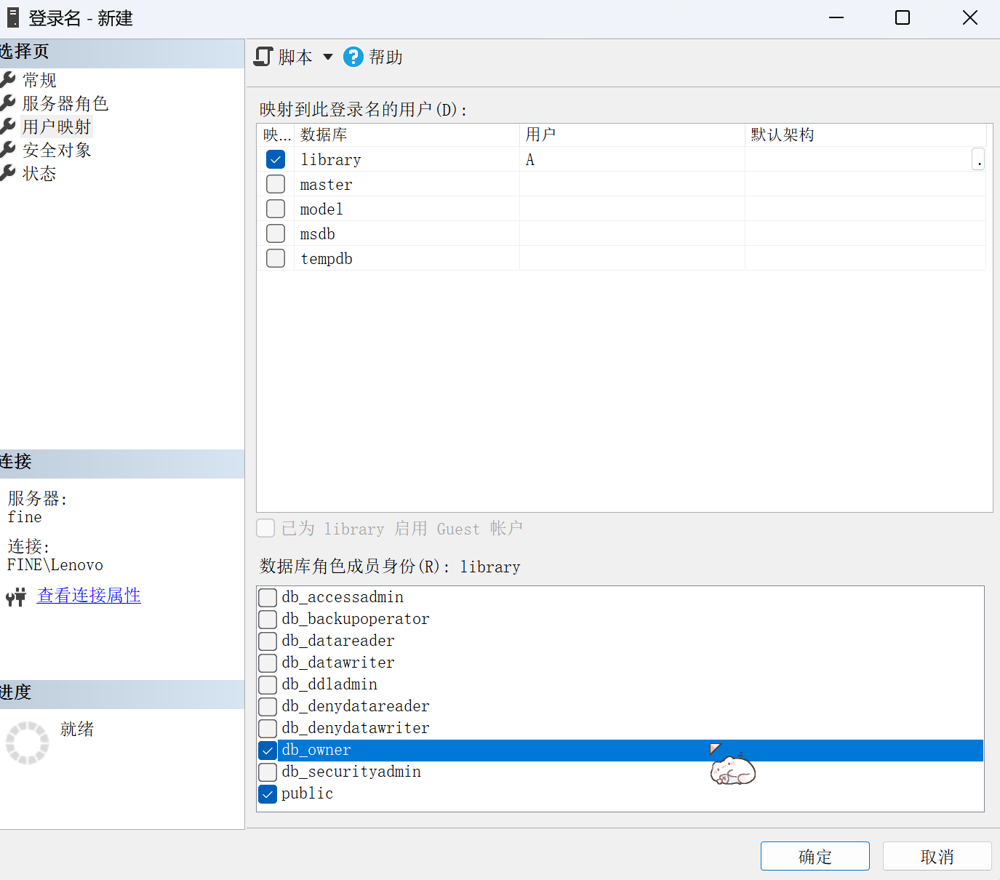 登录名 - 新建
选择页
常规
服务器角色
用户映射
安全对象
状态
连接
服务器:
fine
连接:
FINE\Lenovo
查看连接属性
进度
就绪
脚本 帮助
映射到此登录名的用户(D):
映... 数据库 用户 默认架构
library A .
master
model
msdb
tempdb
已为 library 启用 Guest 帐户
数据库角色成员身份(R): library
db_accessadmin
db_backupoperator
db_datareader
db_datawriter
db_ddladmin
db_denydatareader
db_denydatawriter
db_owner
db_securityadmin
public
确定 取消